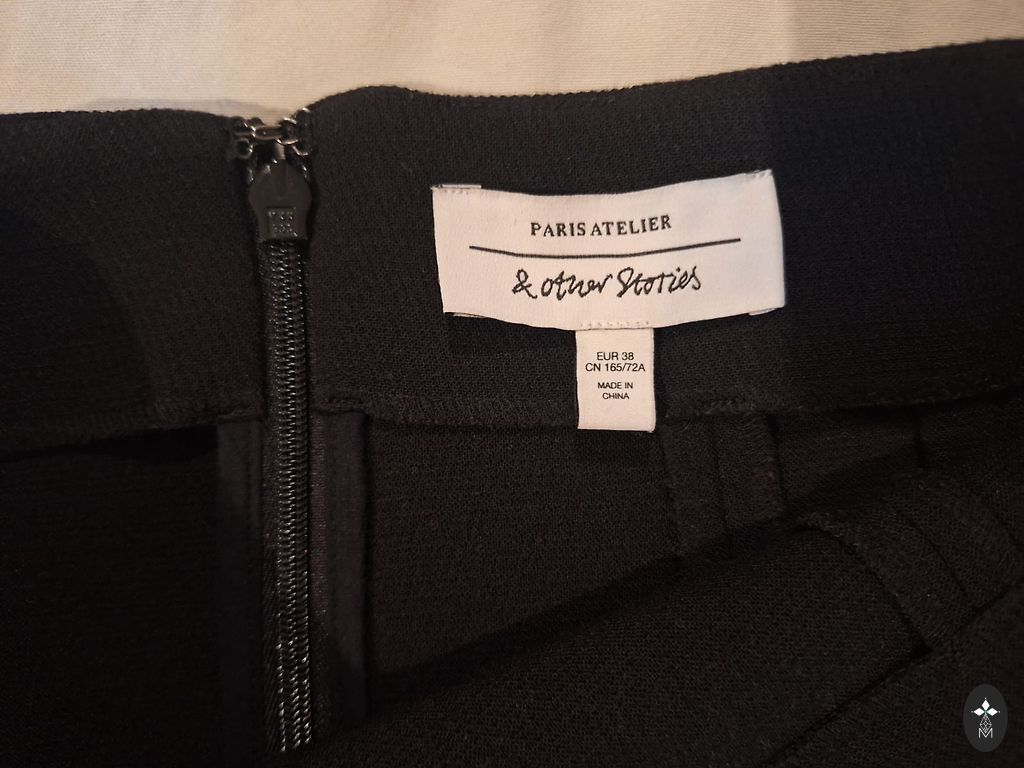 PARIS ATELIER
& other Stories
EUR 38
CN 165/72A
MADE IN
CHINA